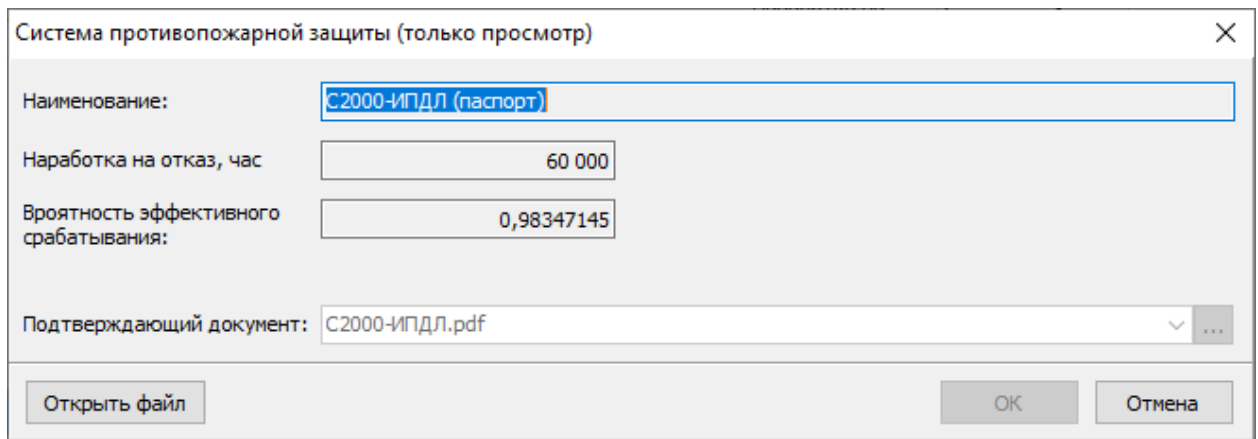 Система противопожарной защиты (только просмотр)
Наименование: С2000-ИПДЛ (паспорт)
Наработка на отказ, час 60 000
Вроятность эффективного
срабатывания: 0,98347145
Подтверждающий документ: С2000-ИПДЛ.pdf ...
Открыть файл ОК Отмена